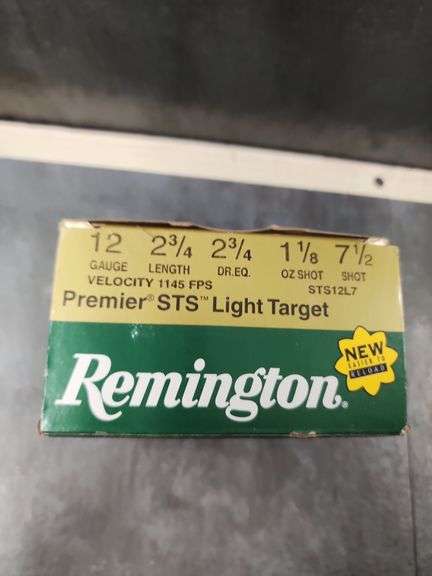 12 2¾ 2¾ 1⅛ 7½
GAUGE LENGTH DR.EQ. OZ SHOT SHOT
VELOCITY 1145 FPS STS12L7
Premier® STS™ Light Target
NEW
EASIER TO
RELOAD
Remington®